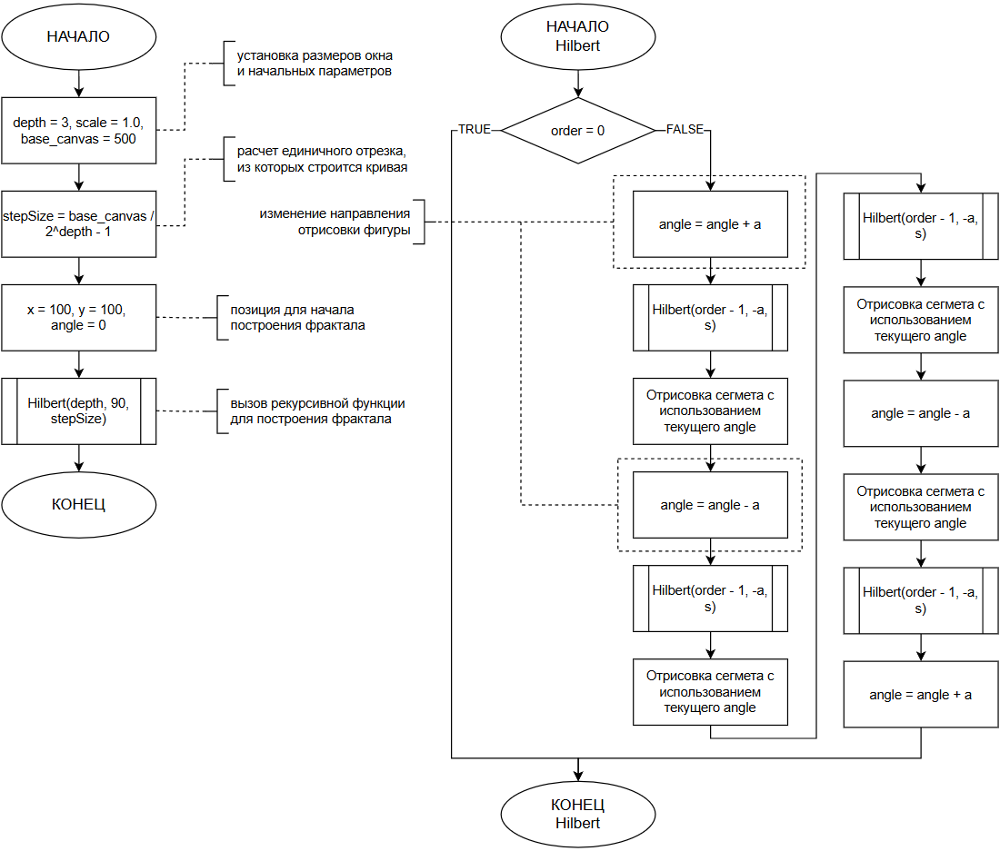 НАЧАЛО
установка размеров окна
и начальных параметров
depth = 3, scale = 1.0,
base_canvas = 500
расчет единичного отрезка,
из которых строится кривая
stepSize = base_canvas /
2^depth - 1
x = 100, y = 100,
angle = 0
позиция для начала
построения фрактала
Hilbert(depth, 90,
stepSize)
вызов рекурсивной функции
для построения фрактала
КОНЕЦ
НАЧАЛО
Hilbert
order = 0
TRUE
FALSE
изменение направления
отрисовки фигуры
angle = angle + a
Hilbert(order - 1, -a,
s)
Отрисовка сегмета с
использованием
текущего angle
angle = angle - a
Hilbert(order - 1, -a,
s)
Отрисовка сегмета с
использованием
текущего angle
Hilbert(order - 1, -a,
s)
Отрисовка сегмета с
использованием
текущего angle
angle = angle - a
Отрисовка сегмета с
использованием
текущего angle
Hilbert(order - 1, -a,
s)
angle = angle + a
КОНЕЦ
Hilbert